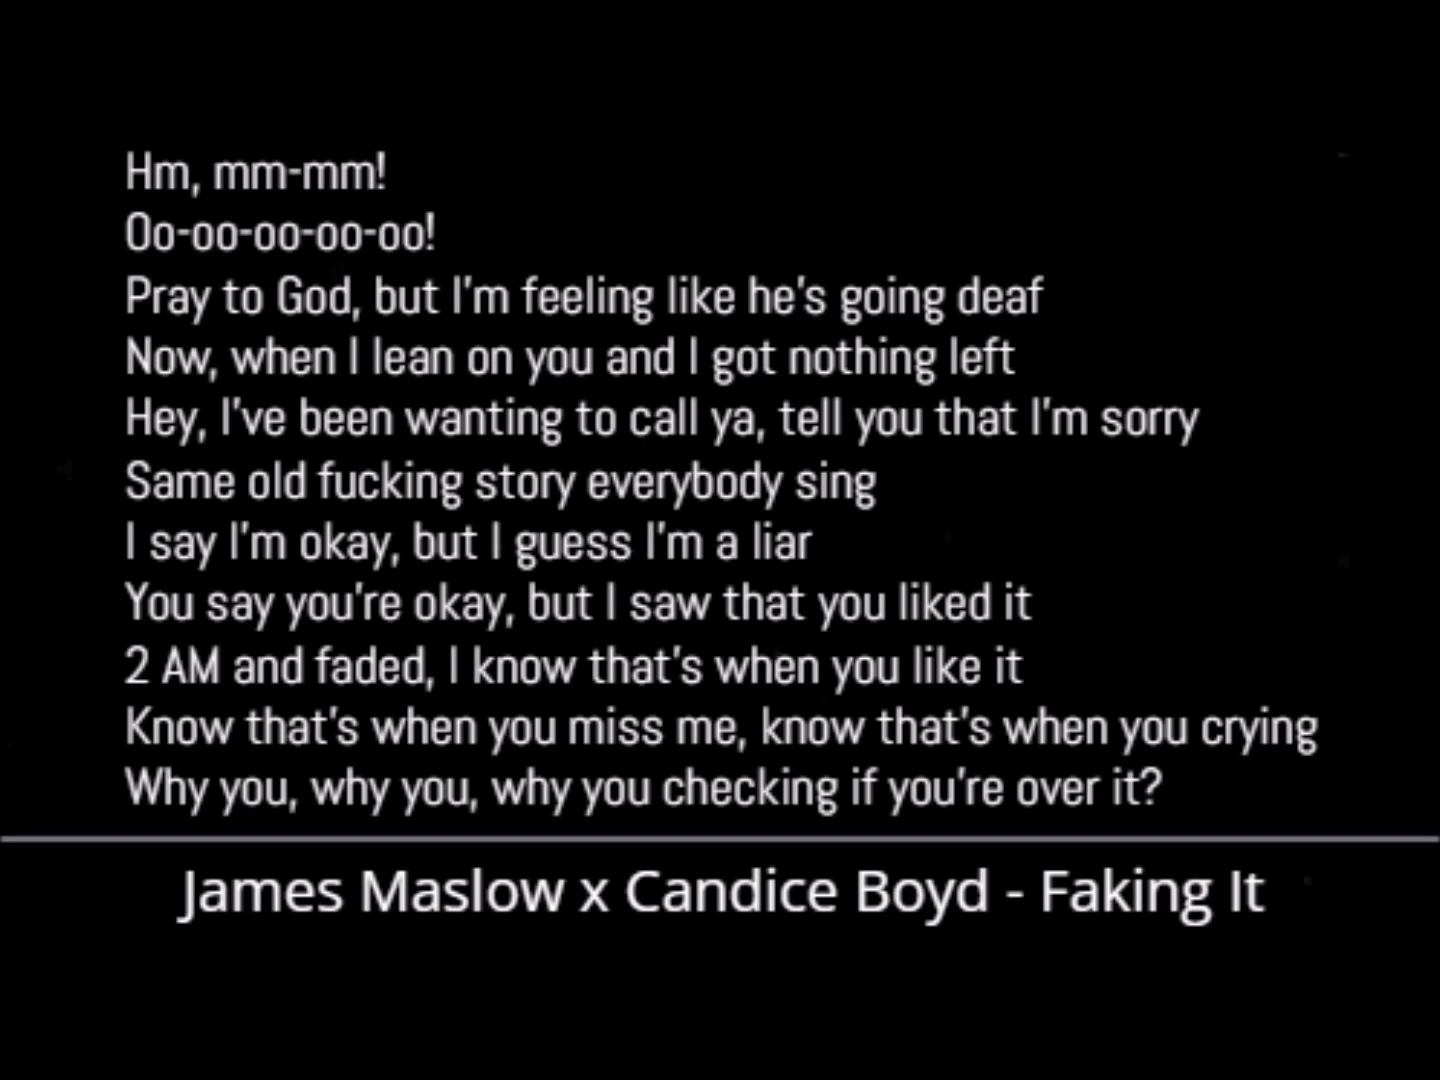 Hm, mm-mm!
Oo-oo-oo-oo-oo!
Pray to God, but I'm feeling like he's going deaf
Now, when I lean on you and I got nothing left
Hey, I've been wanting to call ya, tell you that I'm sorry
Same old fucking story everybody sing
I say I'm okay, but I guess I'm a liar
You say you're okay, but I saw that you liked it
2 AM and faded, I know that's when you like it
Know that's when you miss me, know that's when you crying
Why you, why you, why you checking if you're over it?
James Maslow x Candice Boyd - Faking It